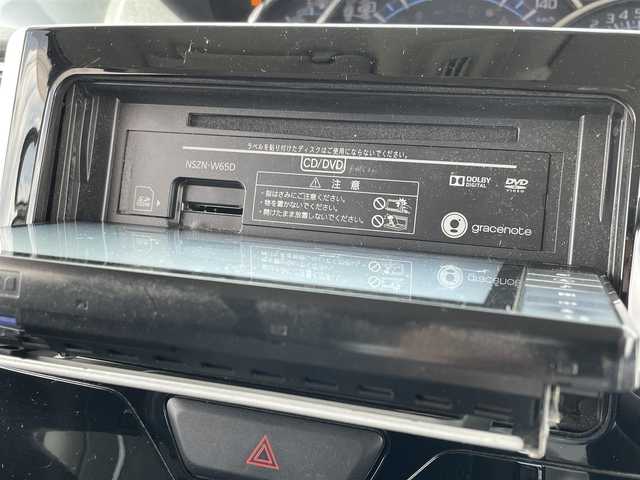 140
ラベルを貼り付けたディスクはご使用にならないでください。
NSZN-W65D
CD/DVD
DOLBY
DIGITAL
DVD
VIDEO
注 意
・指はさみにご注意ください。
・物を置かないでください。
・開けたまま放置しないでください。
gracenote